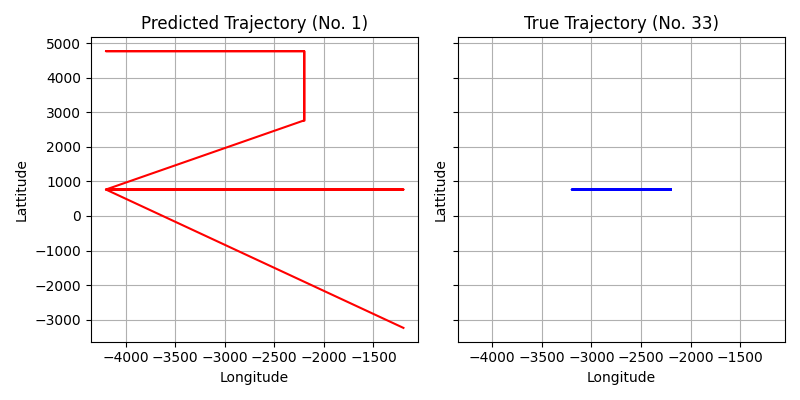 Predicted Trajectory (No. 1)
True Trajectory (No. 33)
5000
4000
3000
2000
1000
0
−1000
−2000
−3000
Lattitude
Lattitude
−4000 −3500 −3000 −2500 −2000 −1500
−4000 −3500 −3000 −2500 −2000 −1500
Longitude
Longitude